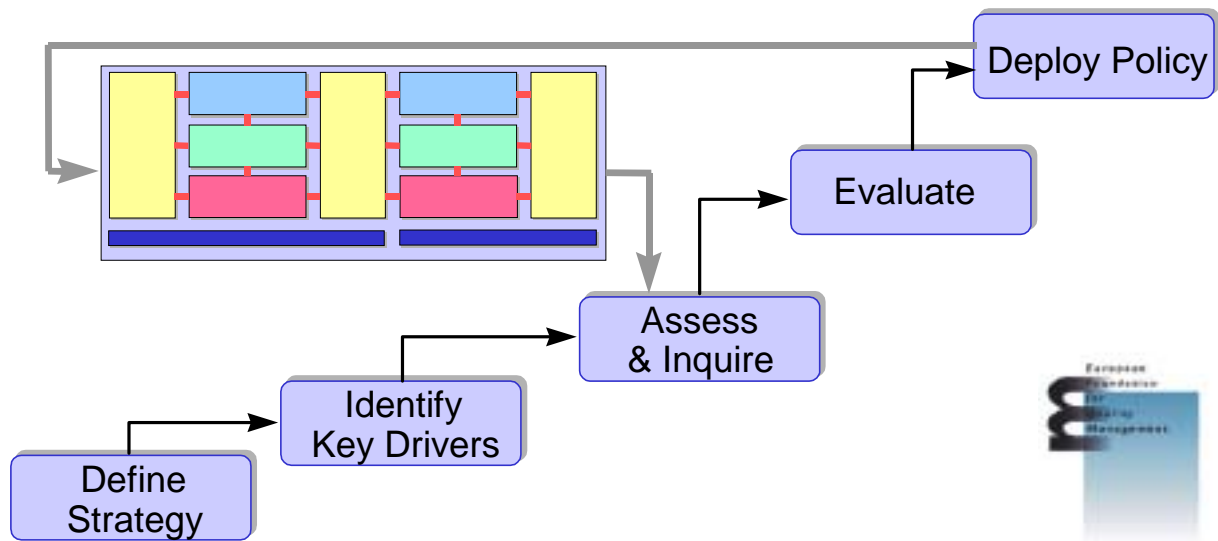 Deploy Policy
Evaluate
Assess
& Inquire
Identify
Key Drivers
Define
Strategy
European
Foundation
for
Quality
Management